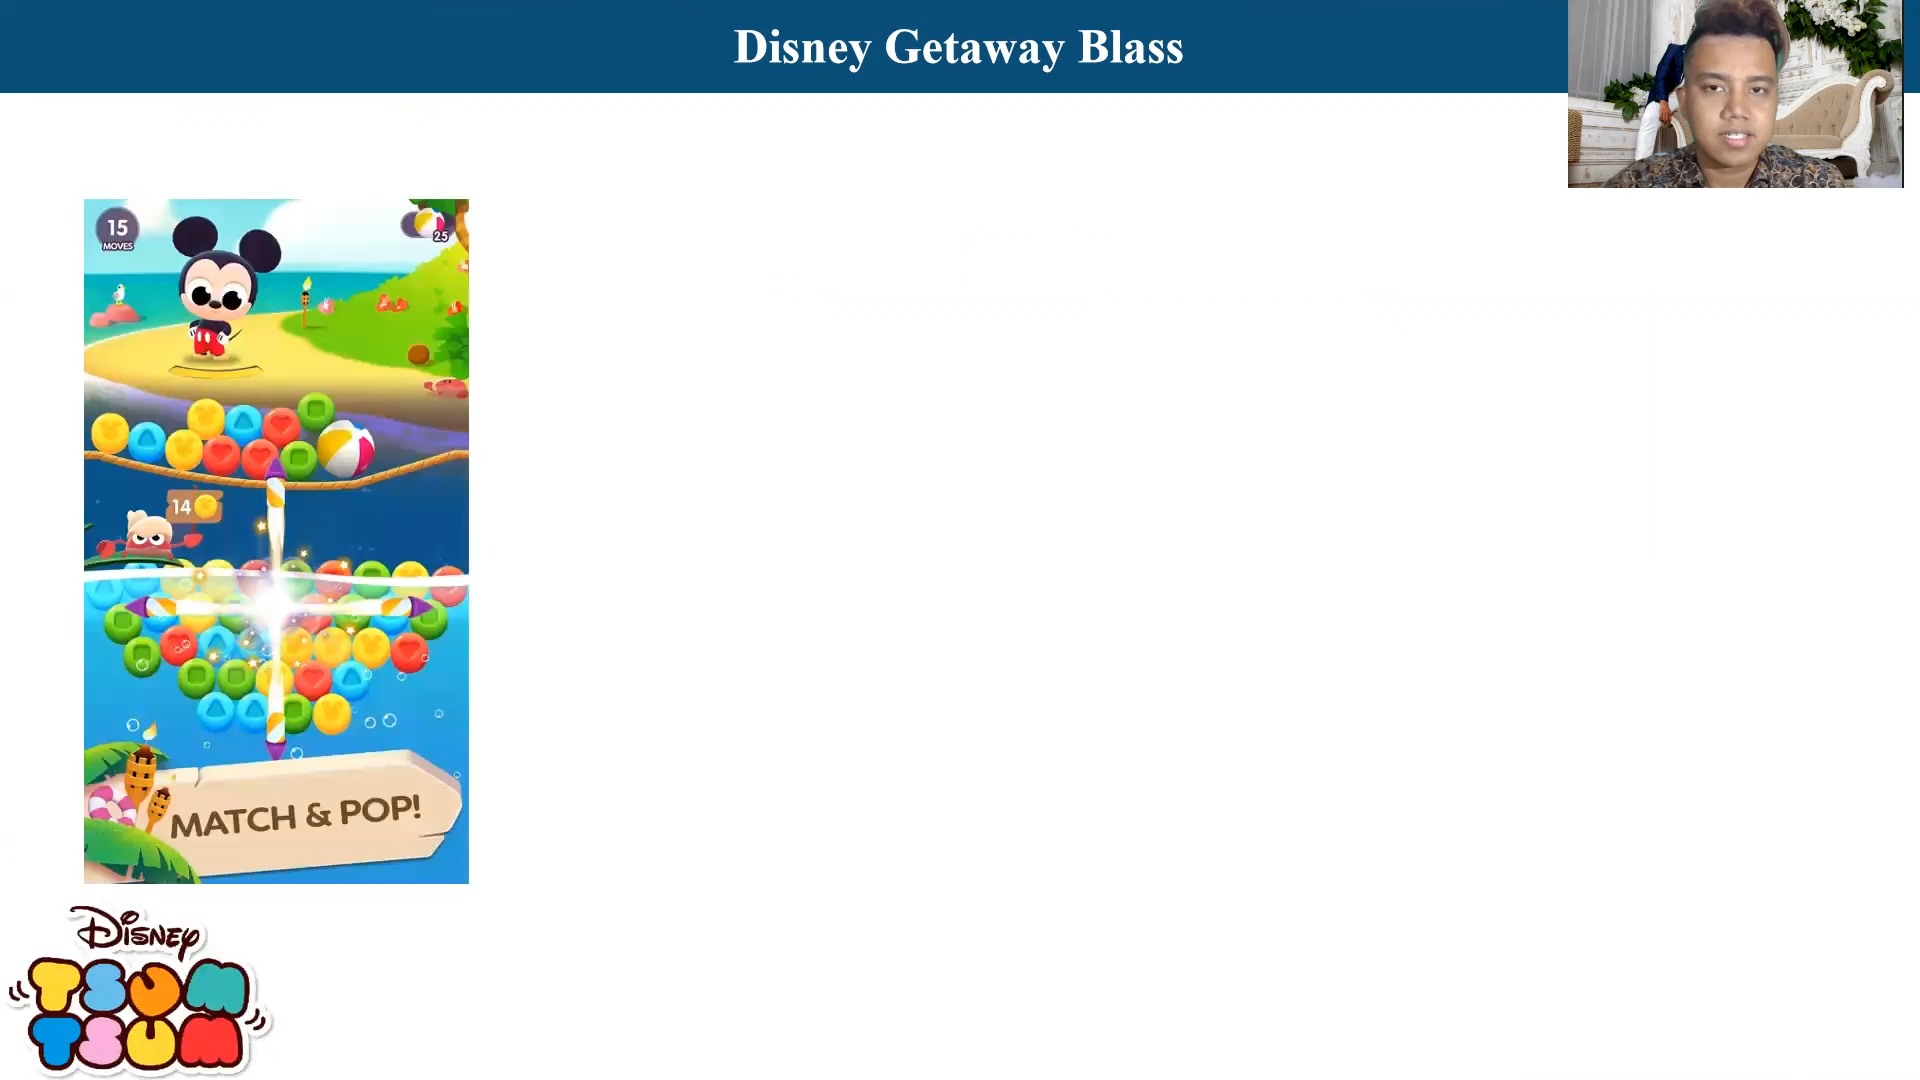 Disney Getaway Blass
15
MOVES
25
14
MATCH & POP!
Disney
TSUM
TSUM